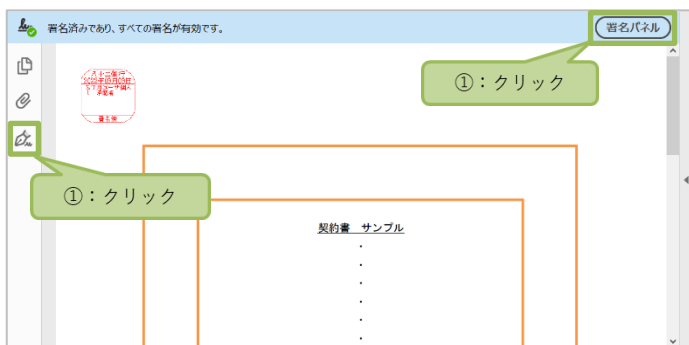 署名済みであり、すべての署名が有効です。
署名パネル
①：クリック
①：クリック
契約書　サンプル